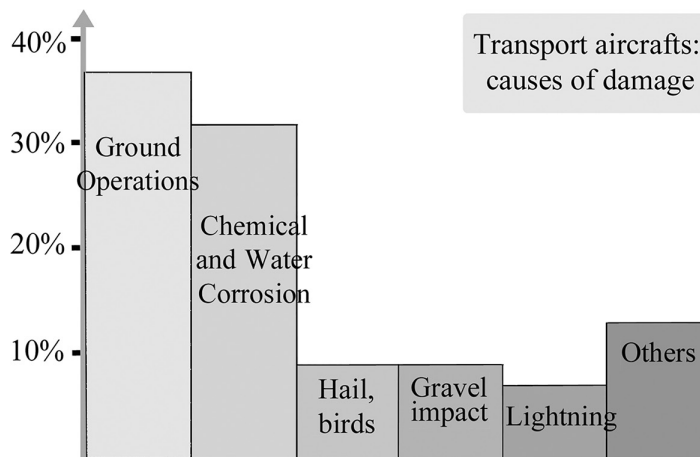 Transport aircrafts:
causes of damage
40%
30%
20%
10%
Ground
Operations
Chemical
and Water
Corrosion
Hail,
birds
Gravel
impact
Lightning
Others